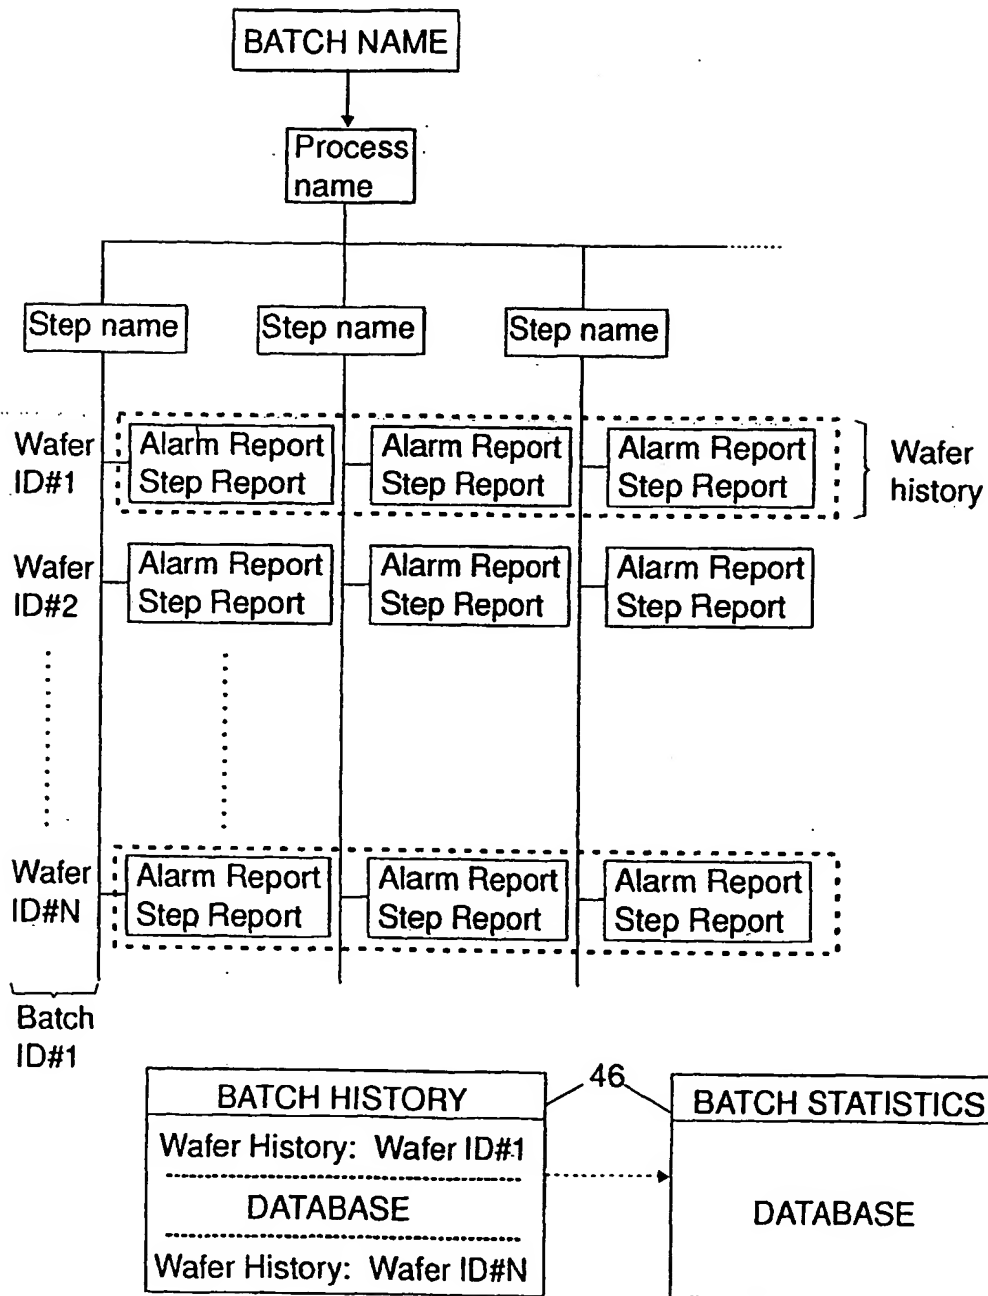 BATCH NAME
Process
name
Step name
Step name
Step name
Wafer
ID#1
Alarm Report
Step Report
Alarm Report
Step Report
Alarm Report
Step Report
Wafer
history
Wafer
ID#2
Alarm Report
Step Report
Alarm Report
Step Report
Alarm Report
Step Report
Wafer
ID#N
Alarm Report
Step Report
Alarm Report
Step Report
Alarm Report
Step Report
Batch
ID#1
46
BATCH HISTORY
Wafer History: Wafer ID#1
DATABASE
Wafer History: Wafer ID#N
BATCH STATISTICS
DATABASE